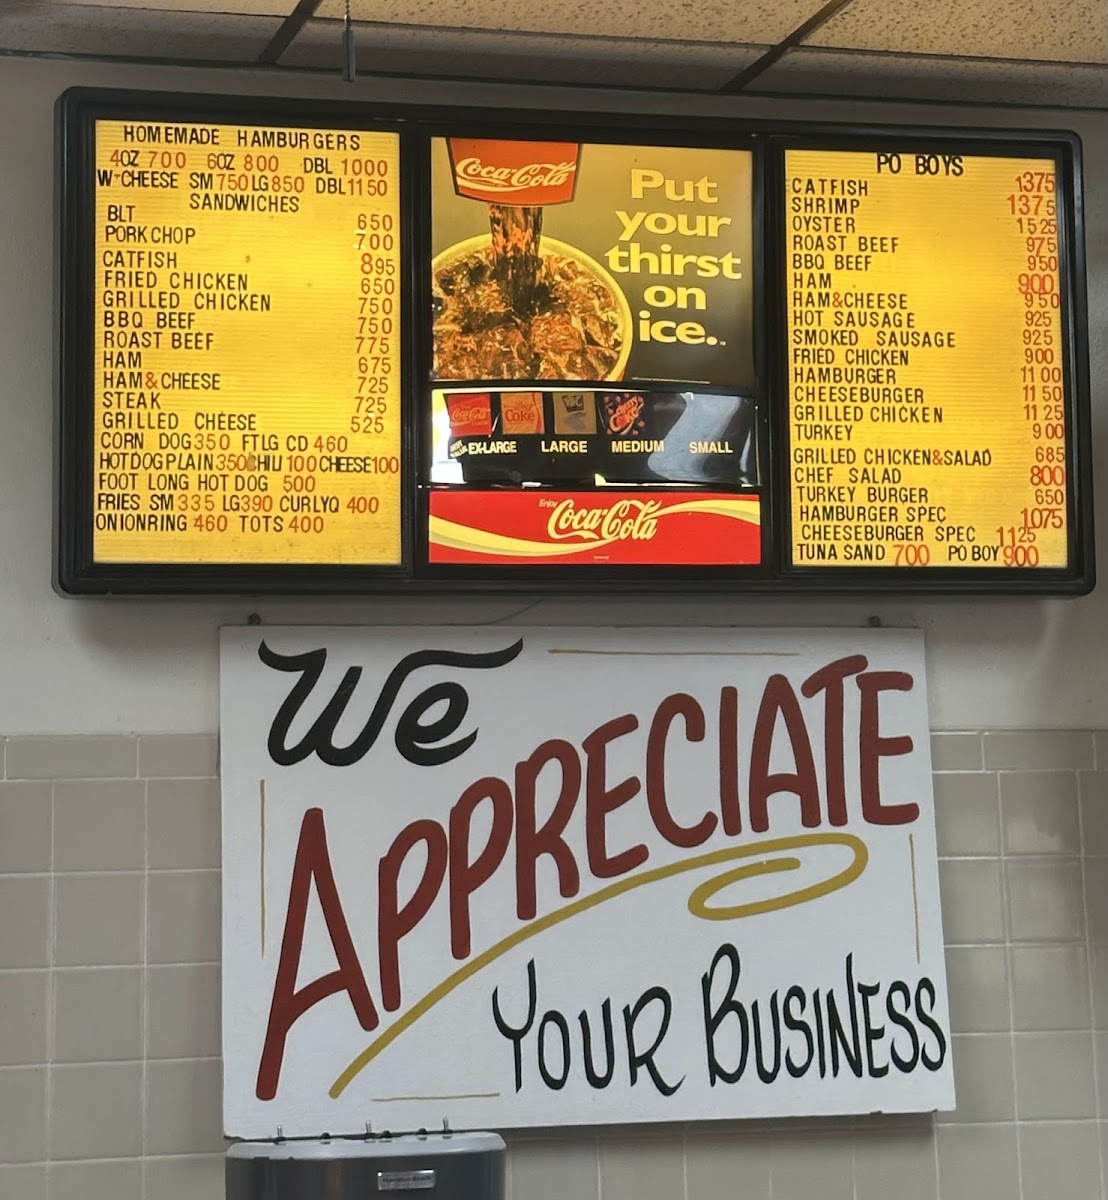 HOMEMADE HAMBURGERS
4OZ 700 6OZ 800 DBL 1000
W-CHEESE SM 750 LG 850 DBL 1150
SANDWICHES
BLT 650
PORK CHOP 700
CATFISH 895
FRIED CHICKEN 650
GRILLED CHICKEN 750
BBQ BEEF 750
ROAST BEEF 775
HAM 675
HAM&CHEESE 725
STEAK 725
GRILLED CHEESE 525
CORN DOG 350 FTLG CD 460
HOTDOG PLAIN 350 CHILI 100 CHEESE 100
FOOT LONG HOT DOG 500
FRIES SM 335 LG 390 CURLYQ 400
ONIONRING 460 TOTS 400
Coca-Cola
Put
your
thirst
on
ice.
Coca-Cola
Coke
EX-LARGE LARGE MEDIUM SMALL
Enjoy
Coca-Cola
PO BOYS
CATFISH 1375
SHRIMP 1375
OYSTER 1525
ROAST BEEF 975
BBQ BEEF 950
HAM 900
HAM&CHEESE 950
HOT SAUSAGE 925
SMOKED SAUSAGE 925
FRIED CHICKEN 900
HAMBURGER 1100
CHEESEBURGER 1150
GRILLED CHICKEN 1125
TURKEY 900
GRILLED CHICKEN&SALAD 685
CHEF SALAD 800
TURKEY BURGER 650
HAMBURGER SPEC 1075
CHEESEBURGER SPEC 1125
TUNA SAND 700 PO BOY 900
We
APPRECIATE
YOUR BUSINESS